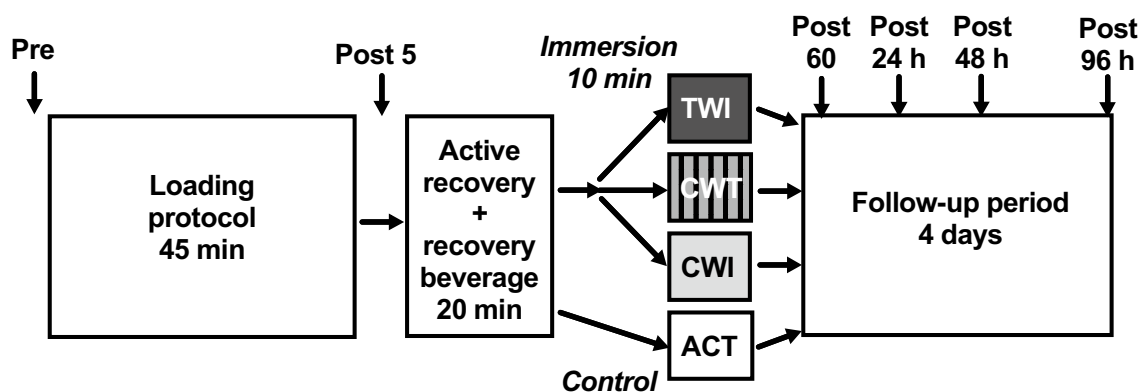 Pre
Post 5
Immersion
10 min
Post
60
Post
24 h
Post
48 h
Post
96 h
Loading
protocol
45 min
Active
recovery
+
recovery
beverage
20 min
TWI
CWT
CWI
ACT
Control
Follow-up period
4 days